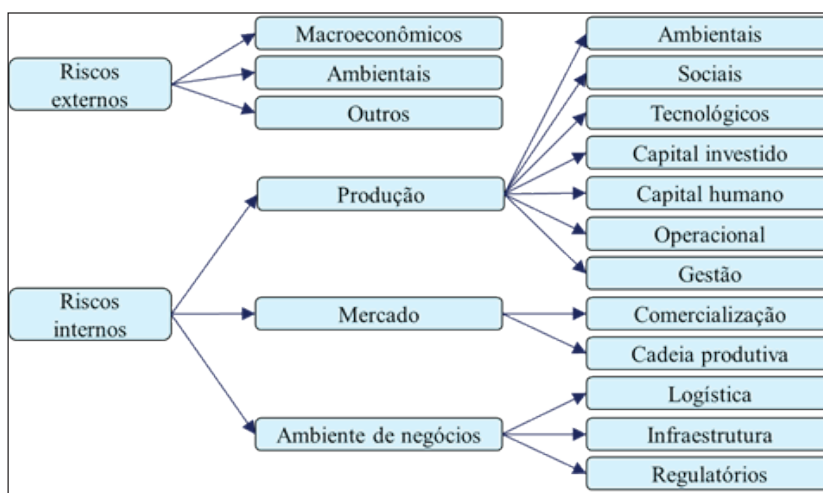 Riscos
externos
Macroeconômicos
Ambientais
Outros
Riscos
internos
Produção
Mercado
Ambiente de negócios
Ambientais
Sociais
Tecnológicos
Capital investido
Capital humano
Operacional
Gestão
Comercialização
Cadeia produtiva
Logística
Infraestrutura
Regulatórios